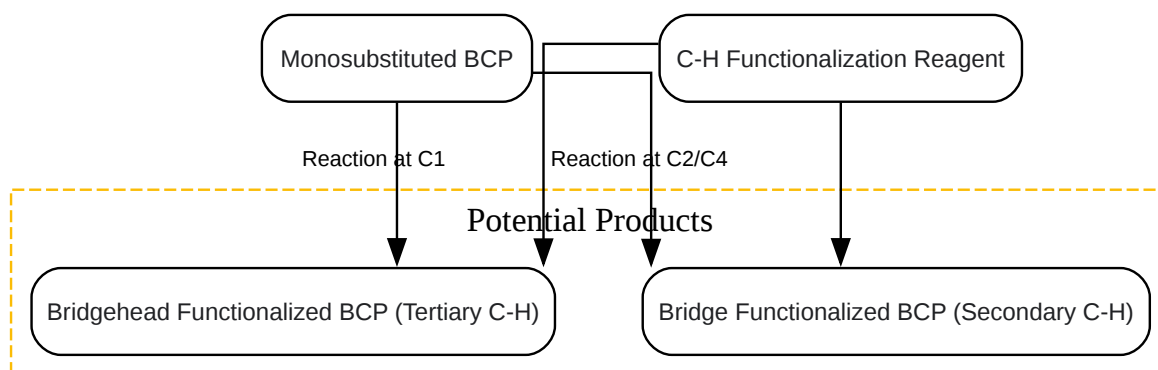 Monosubstituted BCP
C-H Functionalization Reagent
Reaction at C1
Reaction at C2/C4
Potential Products
Bridgehead Functionalized BCP (Tertiary C-H)
Bridge Functionalized BCP (Secondary C-H)